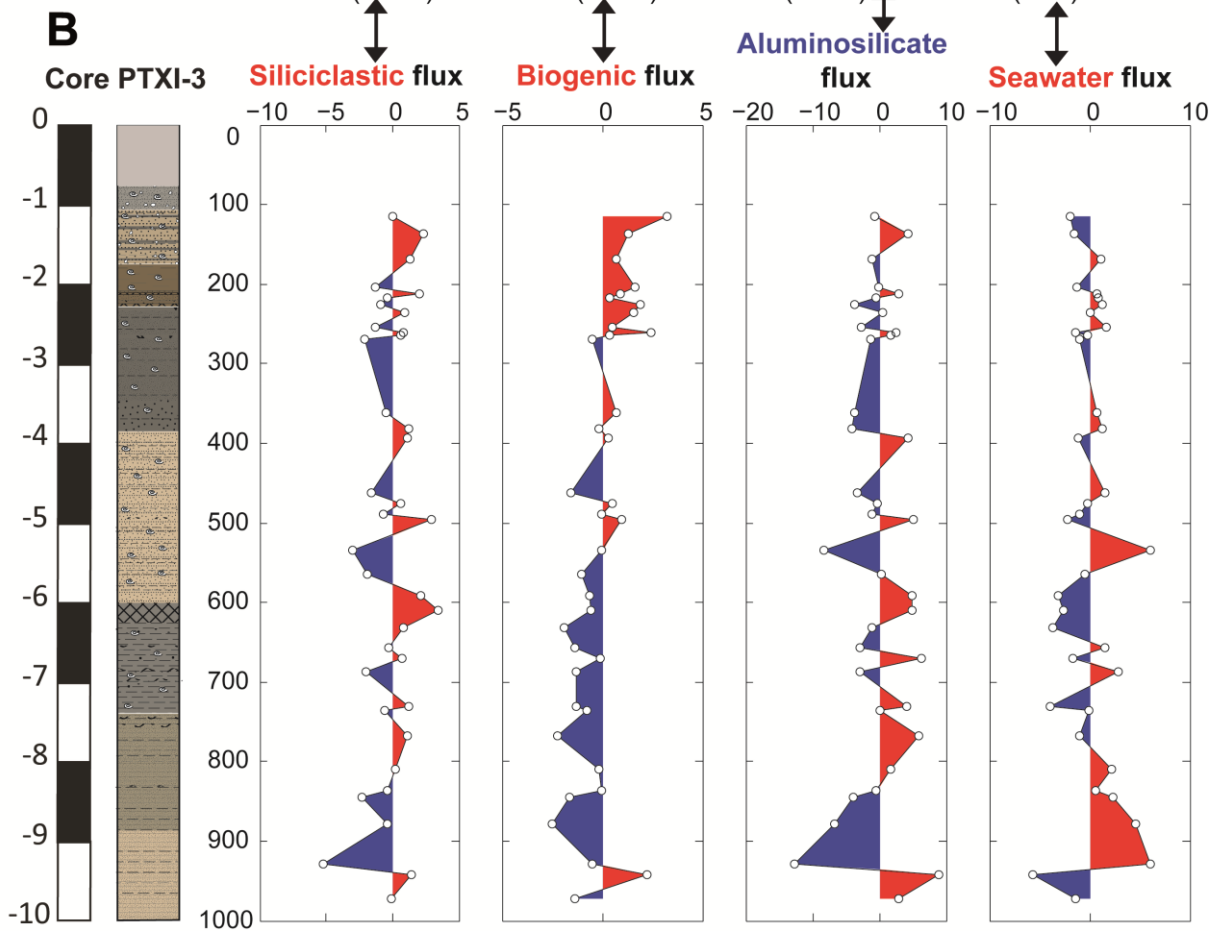 B
Core PTXI-3
Siliciclastic flux
Biogenic flux
Aluminosilicate
flux
Seawater flux
−10 −5 0 5
−5 0 5
−20 −10 0 10
−10 0 10
0
-1
-2
-3
-4
-5
-6
-7
-8
-9
-10
0
100
200
300
400
500
600
700
800
900
1000